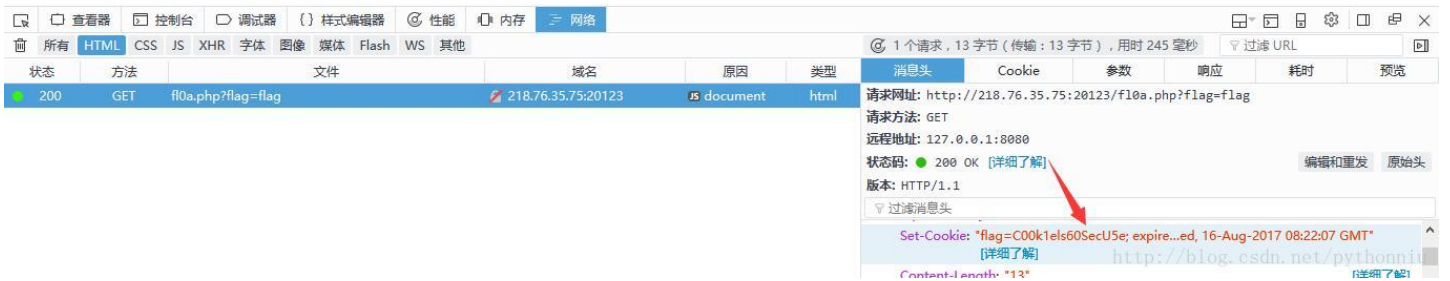 查看器 控制台 调试器 {} 样式编辑器 性能 内存 网络
所有 HTML CSS JS XHR 字体 图像 媒体 Flash WS 其他 1 个请求，13 字节（传输：13 字节），用时 245 毫秒 过滤 URL
状态 方法 文件 域名 原因 类型 消息头 Cookie 参数 响应 耗时 预览
200 GET fl0a.php?flag=flag 218.76.35.75:20123 JS document html
请求网址: http://218.76.35.75:20123/fl0a.php?flag=flag
请求方法: GET
远程地址: 127.0.0.1:8080
状态码: 200 OK [详细了解] 编辑和重发 原始头
版本: HTTP/1.1
过滤消息头
Set-Cookie: "flag=C00k1els60SecU5e; expire...ed, 16-Aug-2017 08:22:07 GMT"
[详细了解]
http://blog.csdn.net/pythonniu
Content-Length: "13" [详细了解]